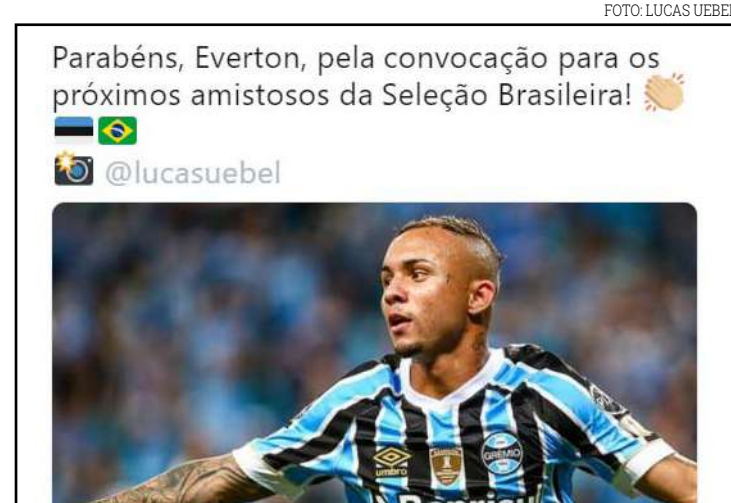 FOTO: LUCAS UEBEL
Parabéns, Everton, pela convocação para os
próximos amistosos da Seleção Brasileira!
@lucasuebel
umbro
GRÊMIO